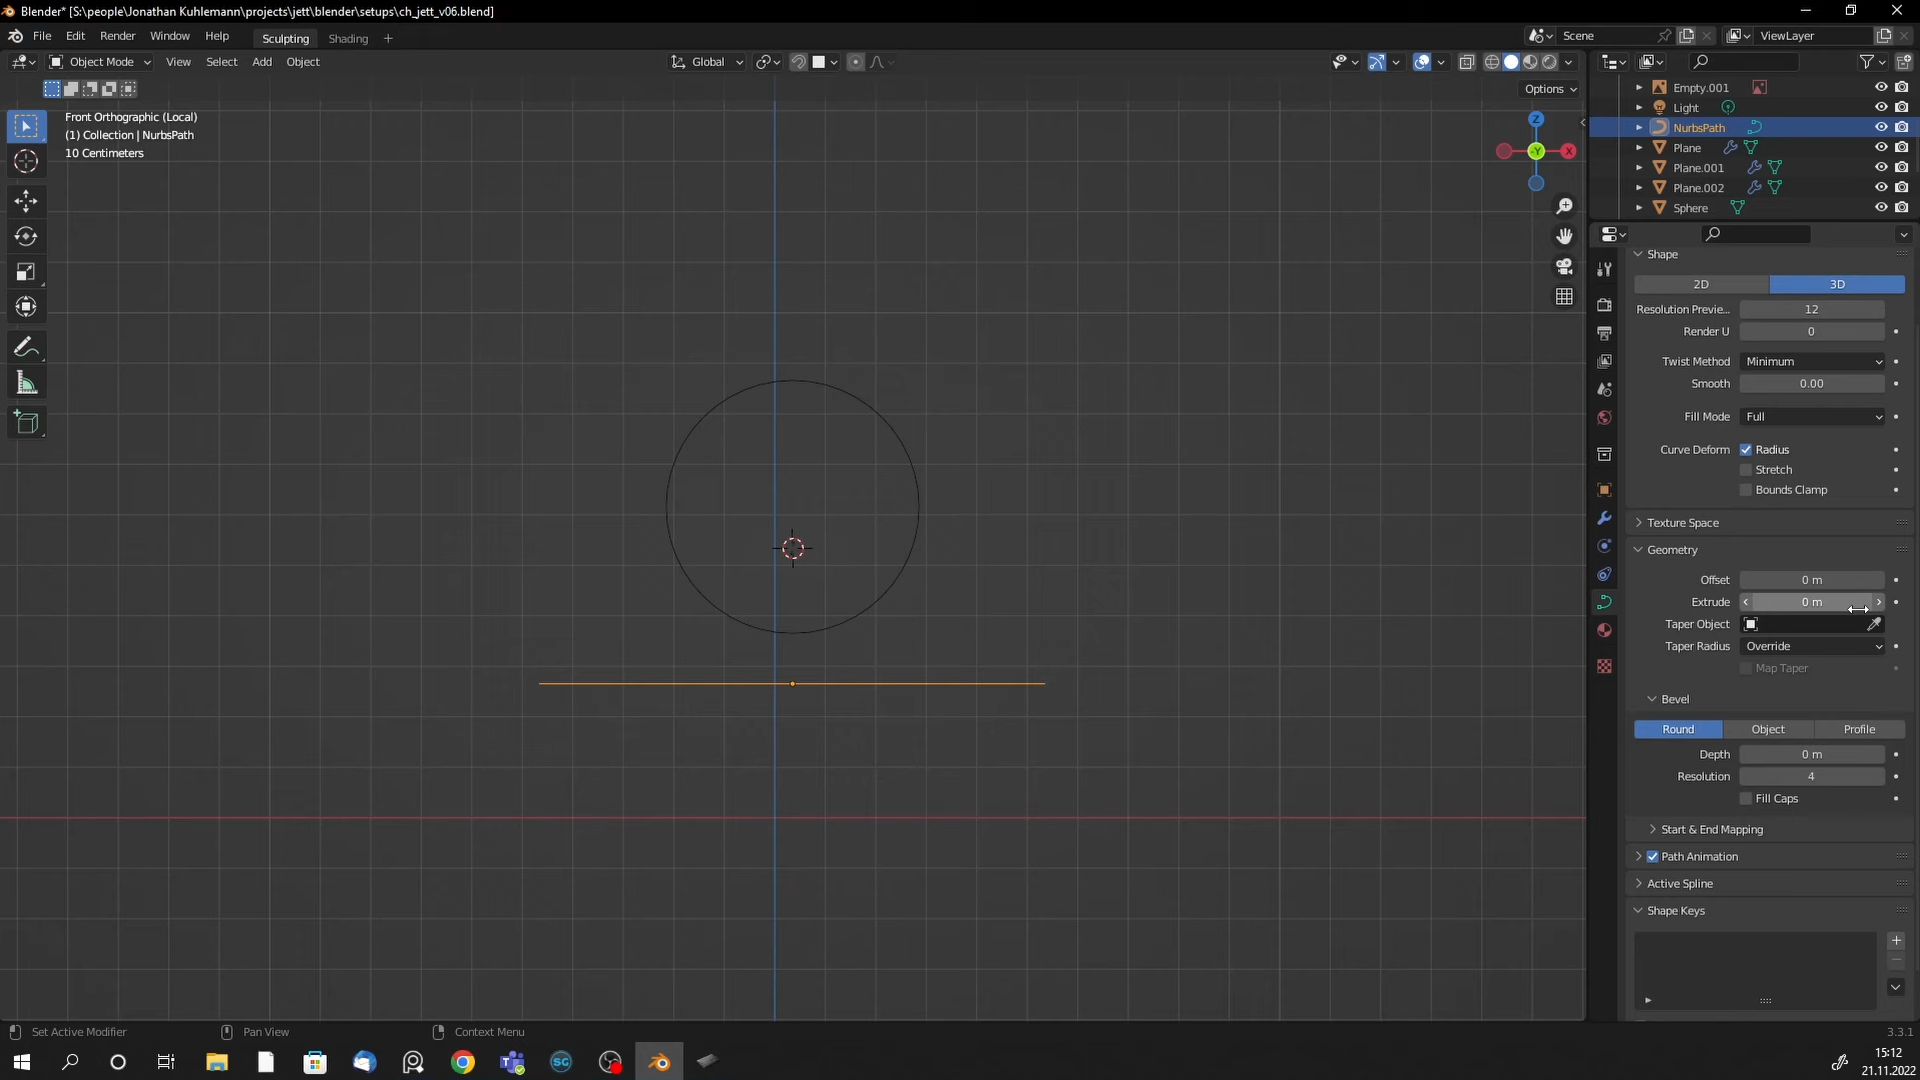 Blender* [S:\people\Jonathan Kuhlemann\projects\jett\blender\setups\ch_jett_v06.blend]
File Edit Render Window Help Sculpting Shading + Scene ViewLayer
Object Mode View Select Add Object Global
Options
Front Orthographic (Local)
(1) Collection | NurbsPath
10 Centimeters
Z
-Y
X
Empty.001
Light
NurbsPath
Plane
Plane.001
Plane.002
Sphere
Shape
2D 3D
Resolution Previe... 12
Render U 0
Twist Method Minimum
Smooth 0.00
Fill Mode Full
Curve Deform Radius
Stretch
Bounds Clamp
Texture Space
Geometry
Offset 0 m
Extrude 0 m
Taper Object
Taper Radius Override
Map Taper
Bevel
Round Object Profile
Depth 0 m
Resolution 4
Fill Caps
Start & End Mapping
Path Animation
Active Spline
Shape Keys
Set Active Modifier Pan View Context Menu 3.3.1
SG
15:12
21.11.2022